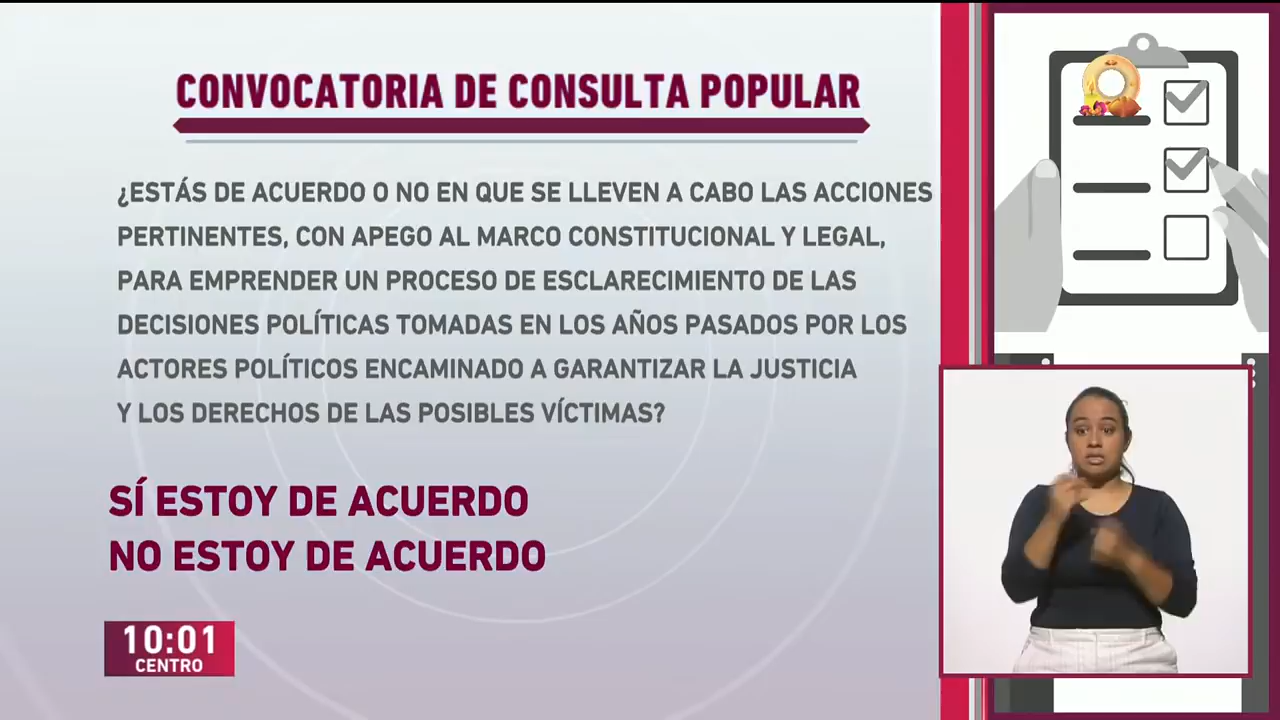 CONVOCATORIA DE CONSULTA POPULAR
¿ESTÁS DE ACUERDO O NO EN QUE SE LLEVEN A CABO LAS ACCIONES
PERTINENTES, CON APEGO AL MARCO CONSTITUCIONAL Y LEGAL,
PARA EMPRENDER UN PROCESO DE ESCLARECIMIENTO DE LAS
DECISIONES POLÍTICAS TOMADAS EN LOS AÑOS PASADOS POR LOS
ACTORES POLÍTICOS ENCAMINADO A GARANTIZAR LA JUSTICIA
Y LOS DERECHOS DE LAS POSIBLES VÍCTIMAS?
SÍ ESTOY DE ACUERDO
NO ESTOY DE ACUERDO
10:01
CENTRO